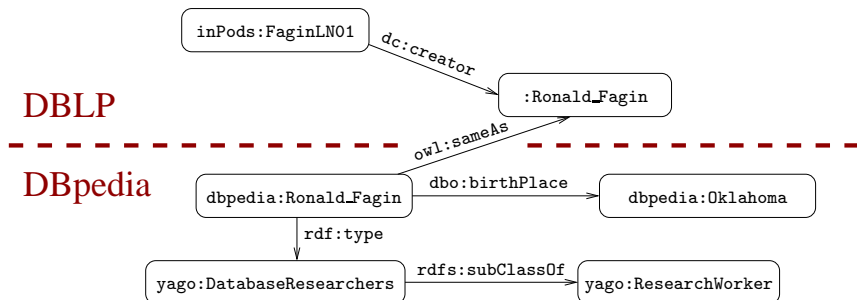 inPods:FaginLN01
dc:creator
:Ronald_Fagin
DBLP
owl:sameAs
DBpedia
dbpedia:Ronald_Fagin
dbo:birthPlace
dbpedia:Oklahoma
rdf:type
yago:DatabaseResearchers
rdfs:subClassOf
yago:ResearchWorker